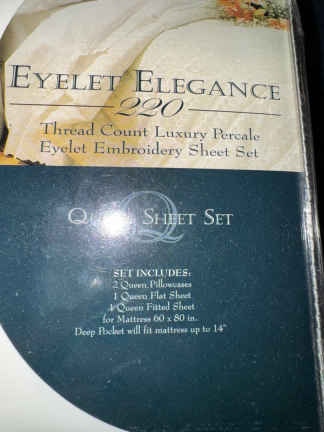 EYELET ELEGANCE
220
Thread Count Luxury Percale
Eyelet Embroidery Sheet Set
Q
QUEEN SHEET SET
SET INCLUDES:
2 Queen Pillowcases
1 Queen Flat Sheet
1 Queen Fitted Sheet
for Mattress 60 x 80 in.
Deep Pocket will fit mattress up to 14"